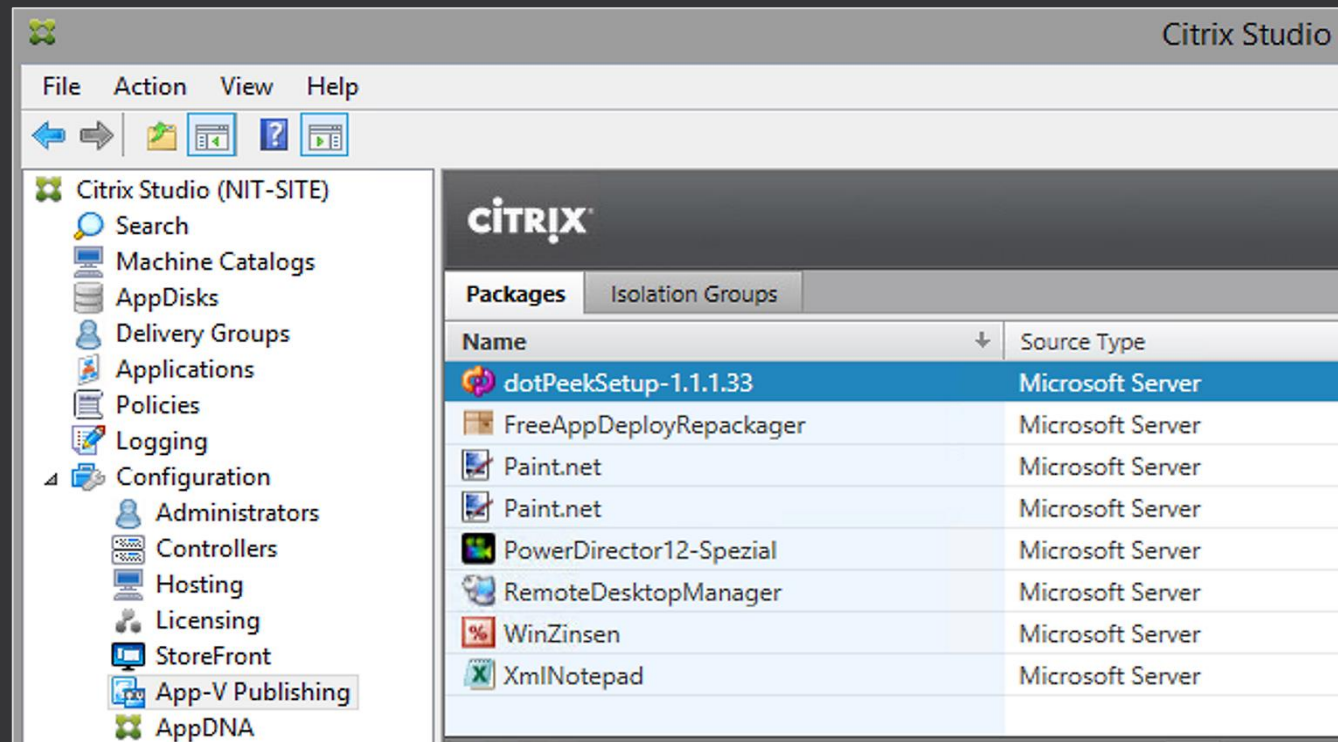 Citrix Studio
File Action View Help
Citrix Studio (NIT-SITE)
Search
Machine Catalogs
AppDisks
Delivery Groups
Applications
Policies
Logging
Configuration
Administrators
Controllers
Hosting
Licensing
StoreFront
App-V Publishing
AppDNA
CITRIX
Packages Isolation Groups
Name Source Type
dotPeekSetup-1.1.1.33 Microsoft Server
FreeAppDeployRepackager Microsoft Server
Paint.net Microsoft Server
Paint.net Microsoft Server
PowerDirector12-Spezial Microsoft Server
RemoteDesktopManager Microsoft Server
WinZinsen Microsoft Server
XmlNotepad Microsoft Server